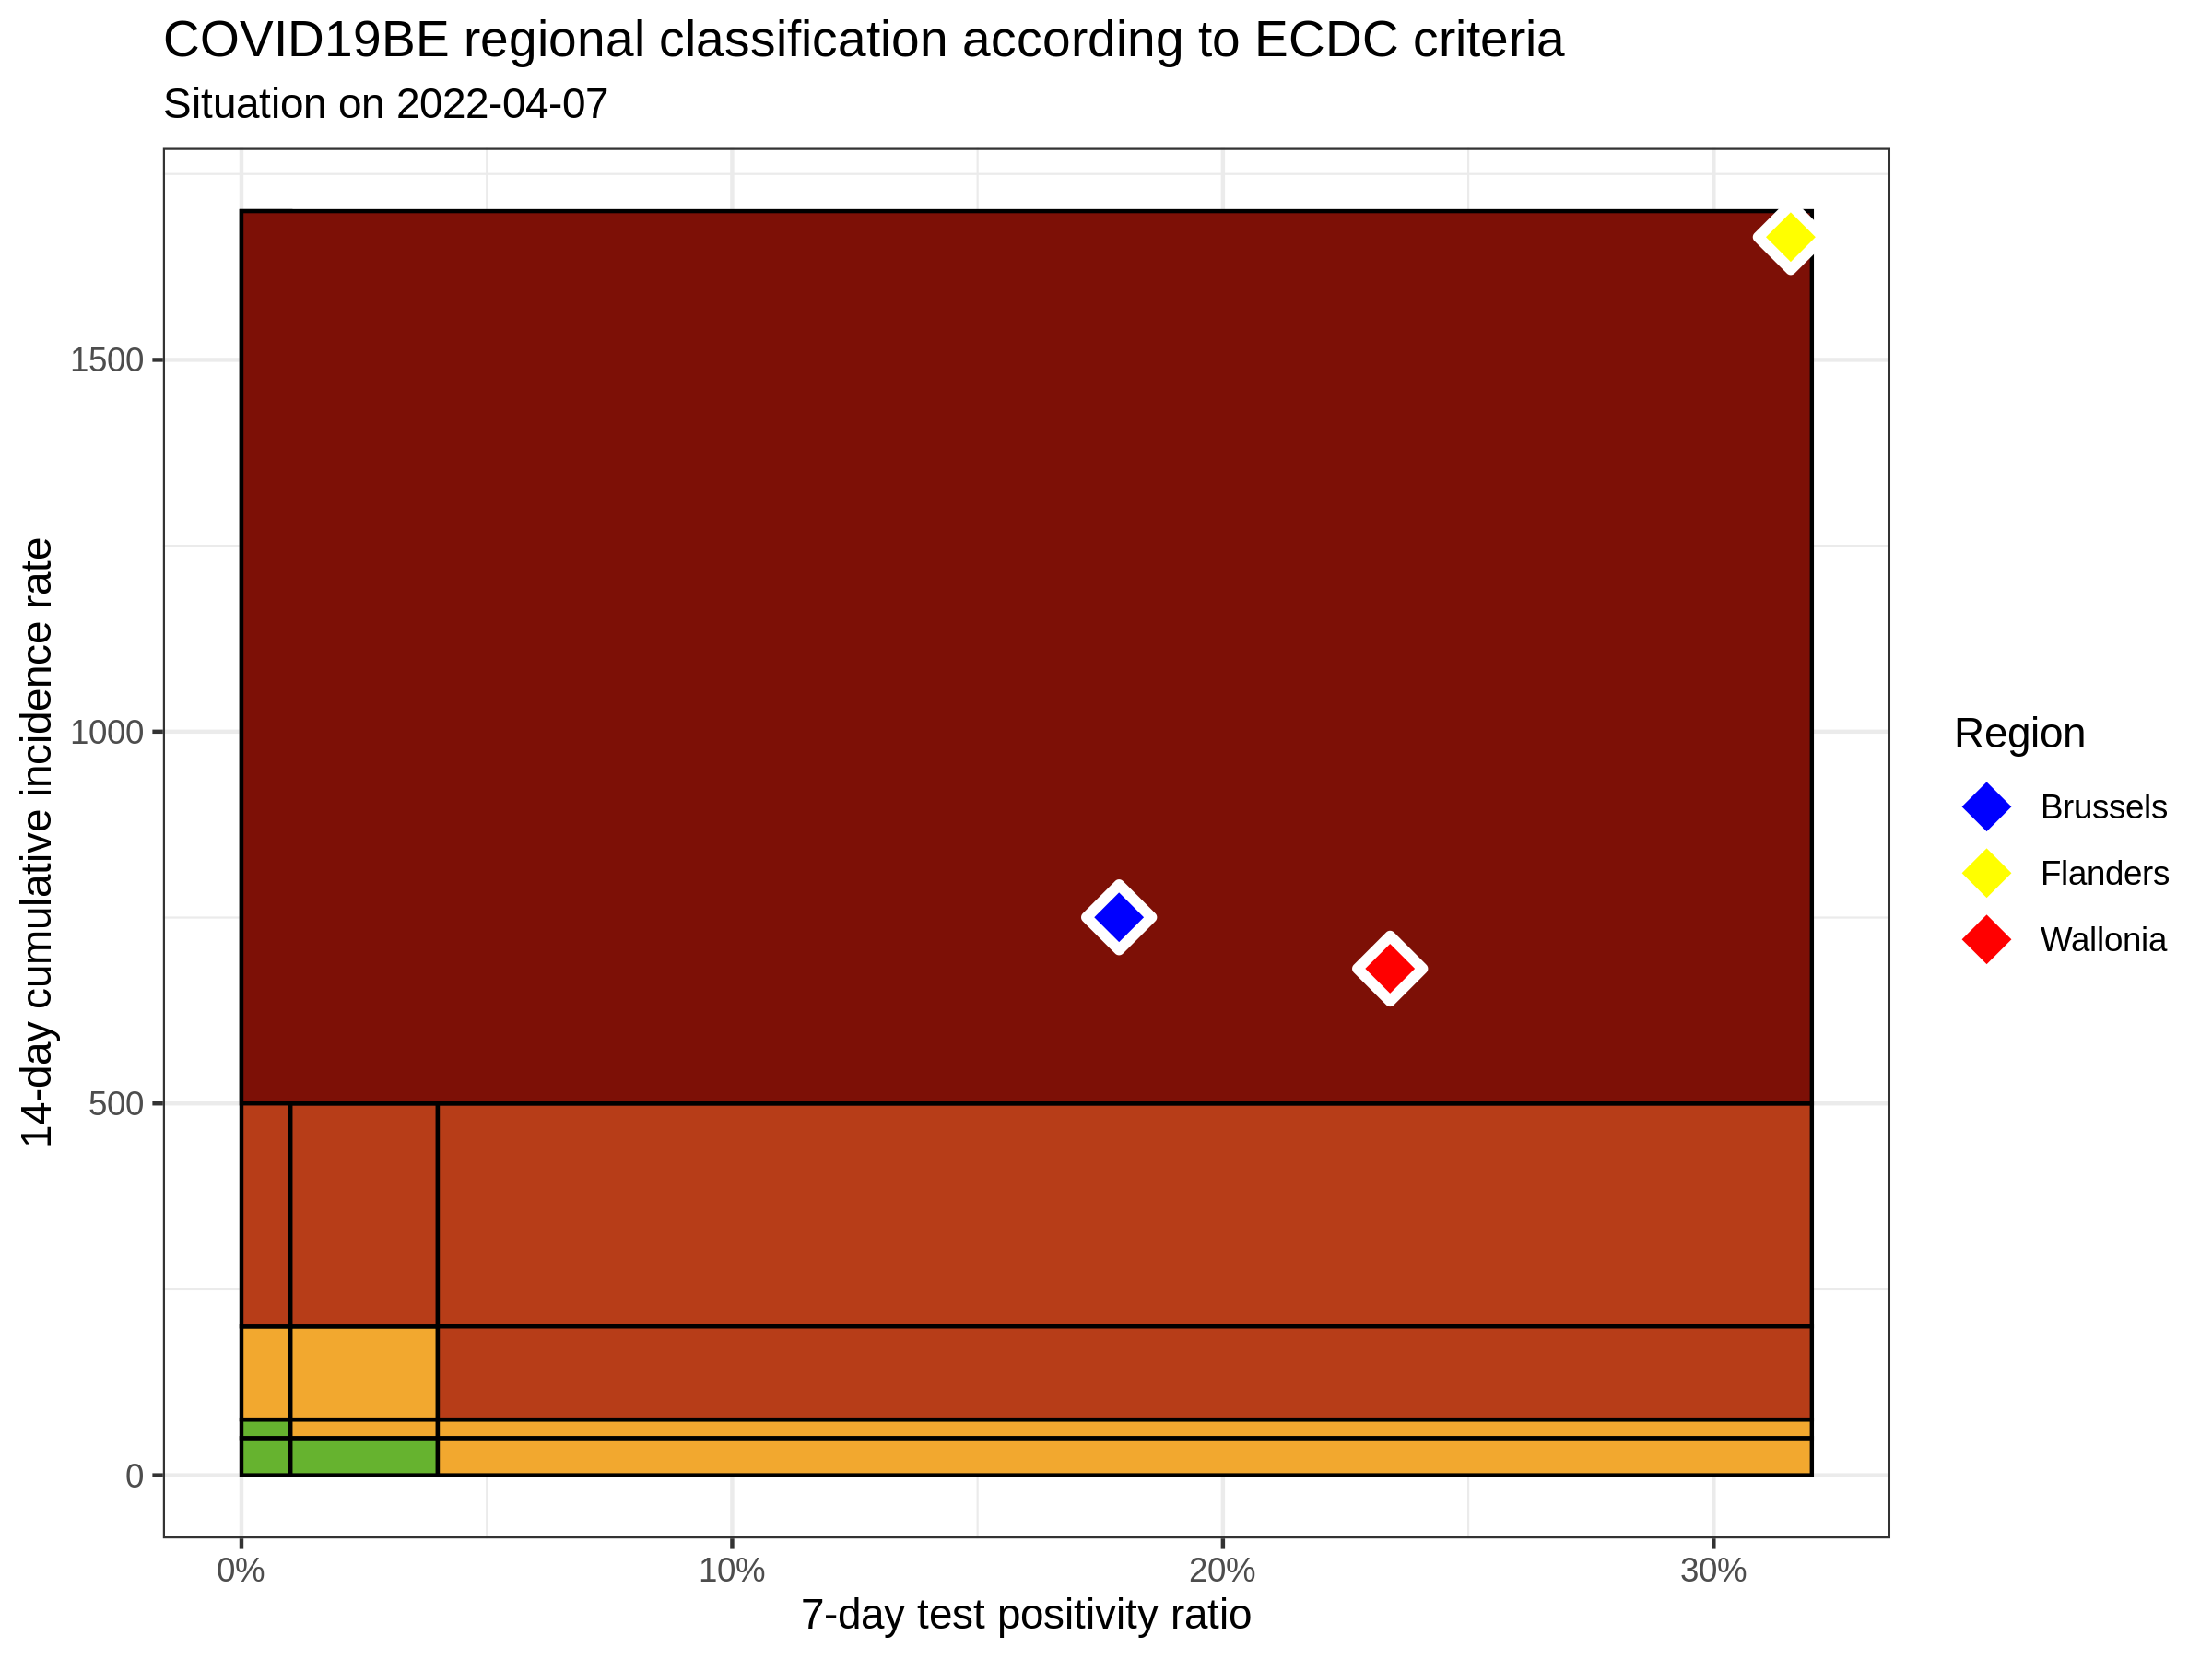 COVID19BE regional classification according to ECDC criteria
Situation on 2022-04-07
14-day cumulative incidence rate
1500
1000
500
0
0%
10%
20%
30%
7-day test positivity ratio
Region
Brussels
Flanders
Wallonia